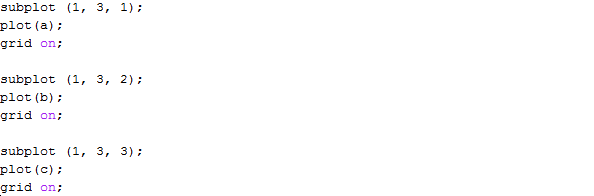 subplot (1, 3, 1);
plot(a);
grid on;
subplot (1, 3, 2);
plot(b);
grid on;
subplot (1, 3, 3);
plot(c);
grid on;